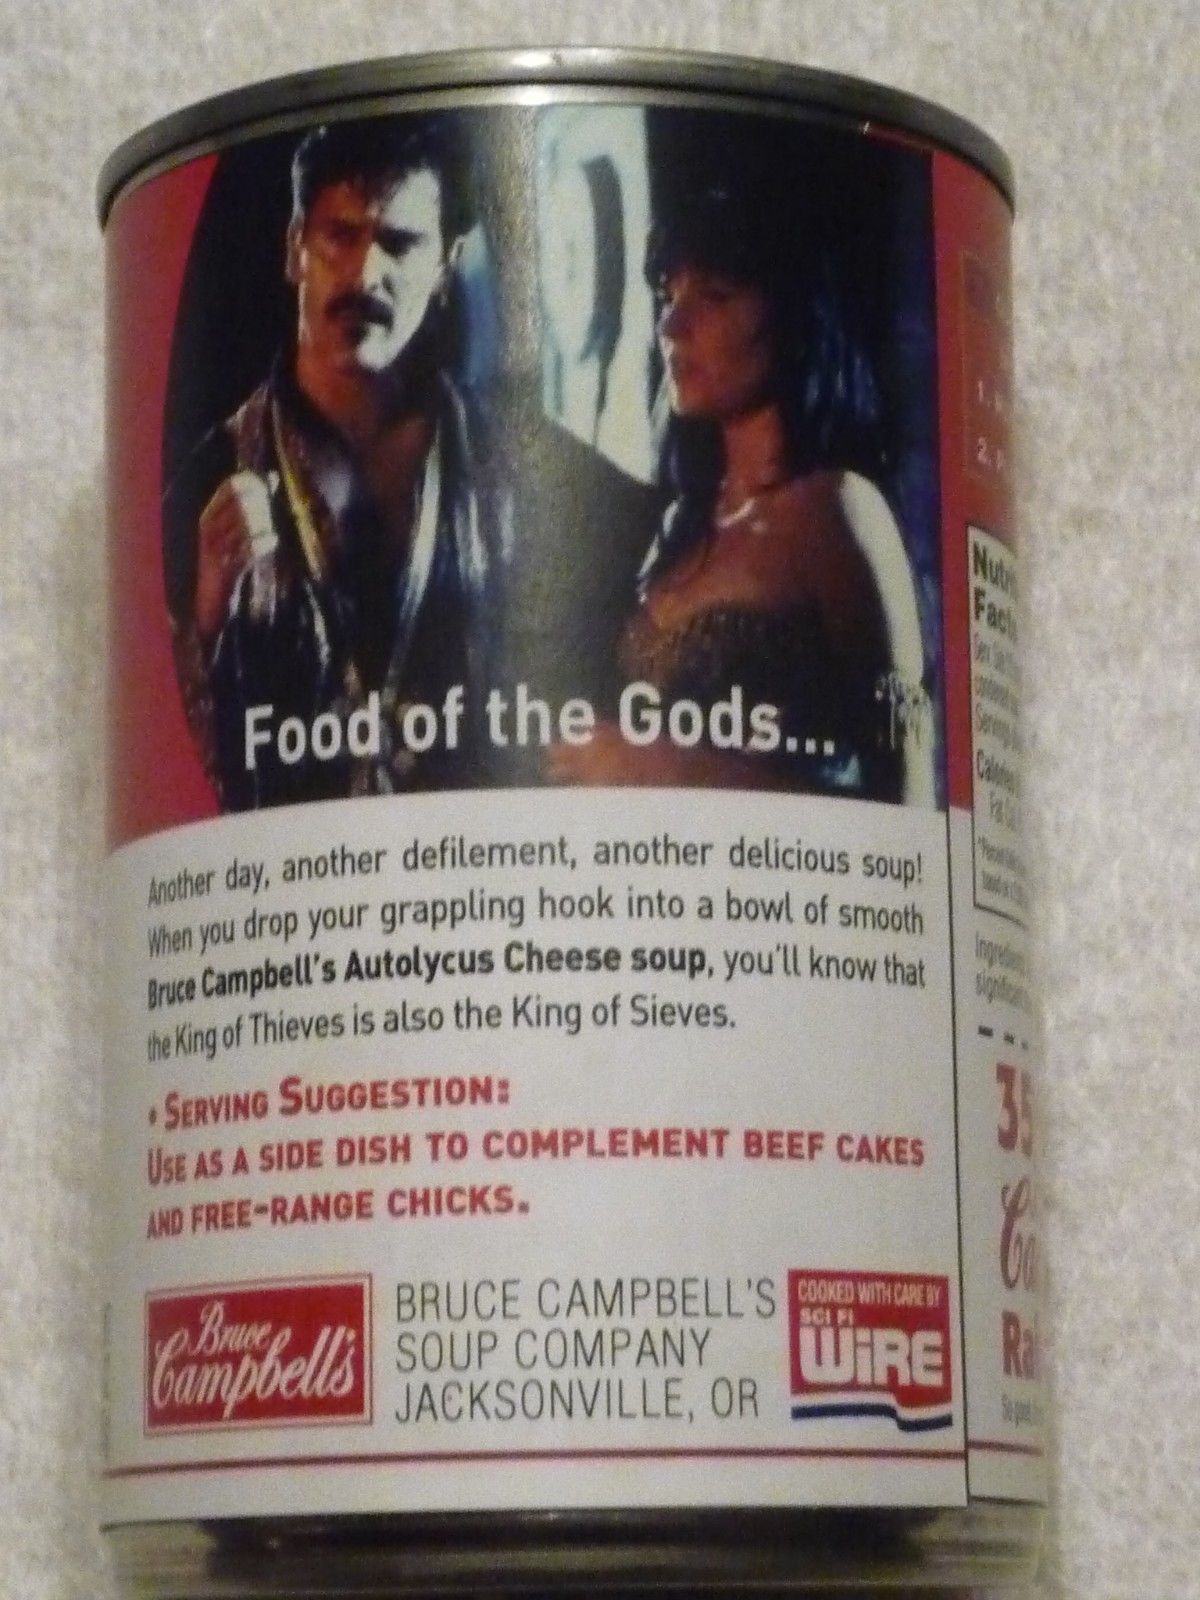 Food of the Gods...
Another day, another defilement, another delicious soup!
When you drop your grappling hook into a bowl of smooth
Bruce Campbell's Autolycus Cheese soup, you'll know that
the King of Thieves is also the King of Sieves.
• SERVING SUGGESTION:
USE AS A SIDE DISH TO COMPLEMENT BEEF CAKES
AND FREE-RANGE CHICKS.
Bruce
Campbell's
BRUCE CAMPBELL'S
SOUP COMPANY
JACKSONVILLE, OR
COOKED WITH CARE BY
SCI FI
WIRE
1.
2.
35